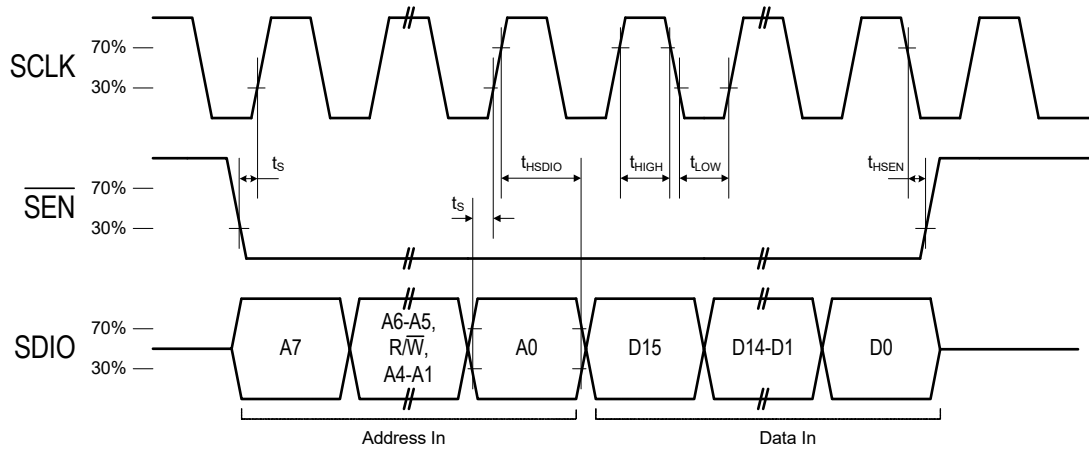 70%
SCLK
30%
tS
tHSDIO
tHIGH
tLOW
tHSEN
70%
SEN
tS
30%
A6-A5,
70%
SDIO
A7
R/W,
A0
D15
D14-D1
D0
30%
A4-A1
Address In
Data In